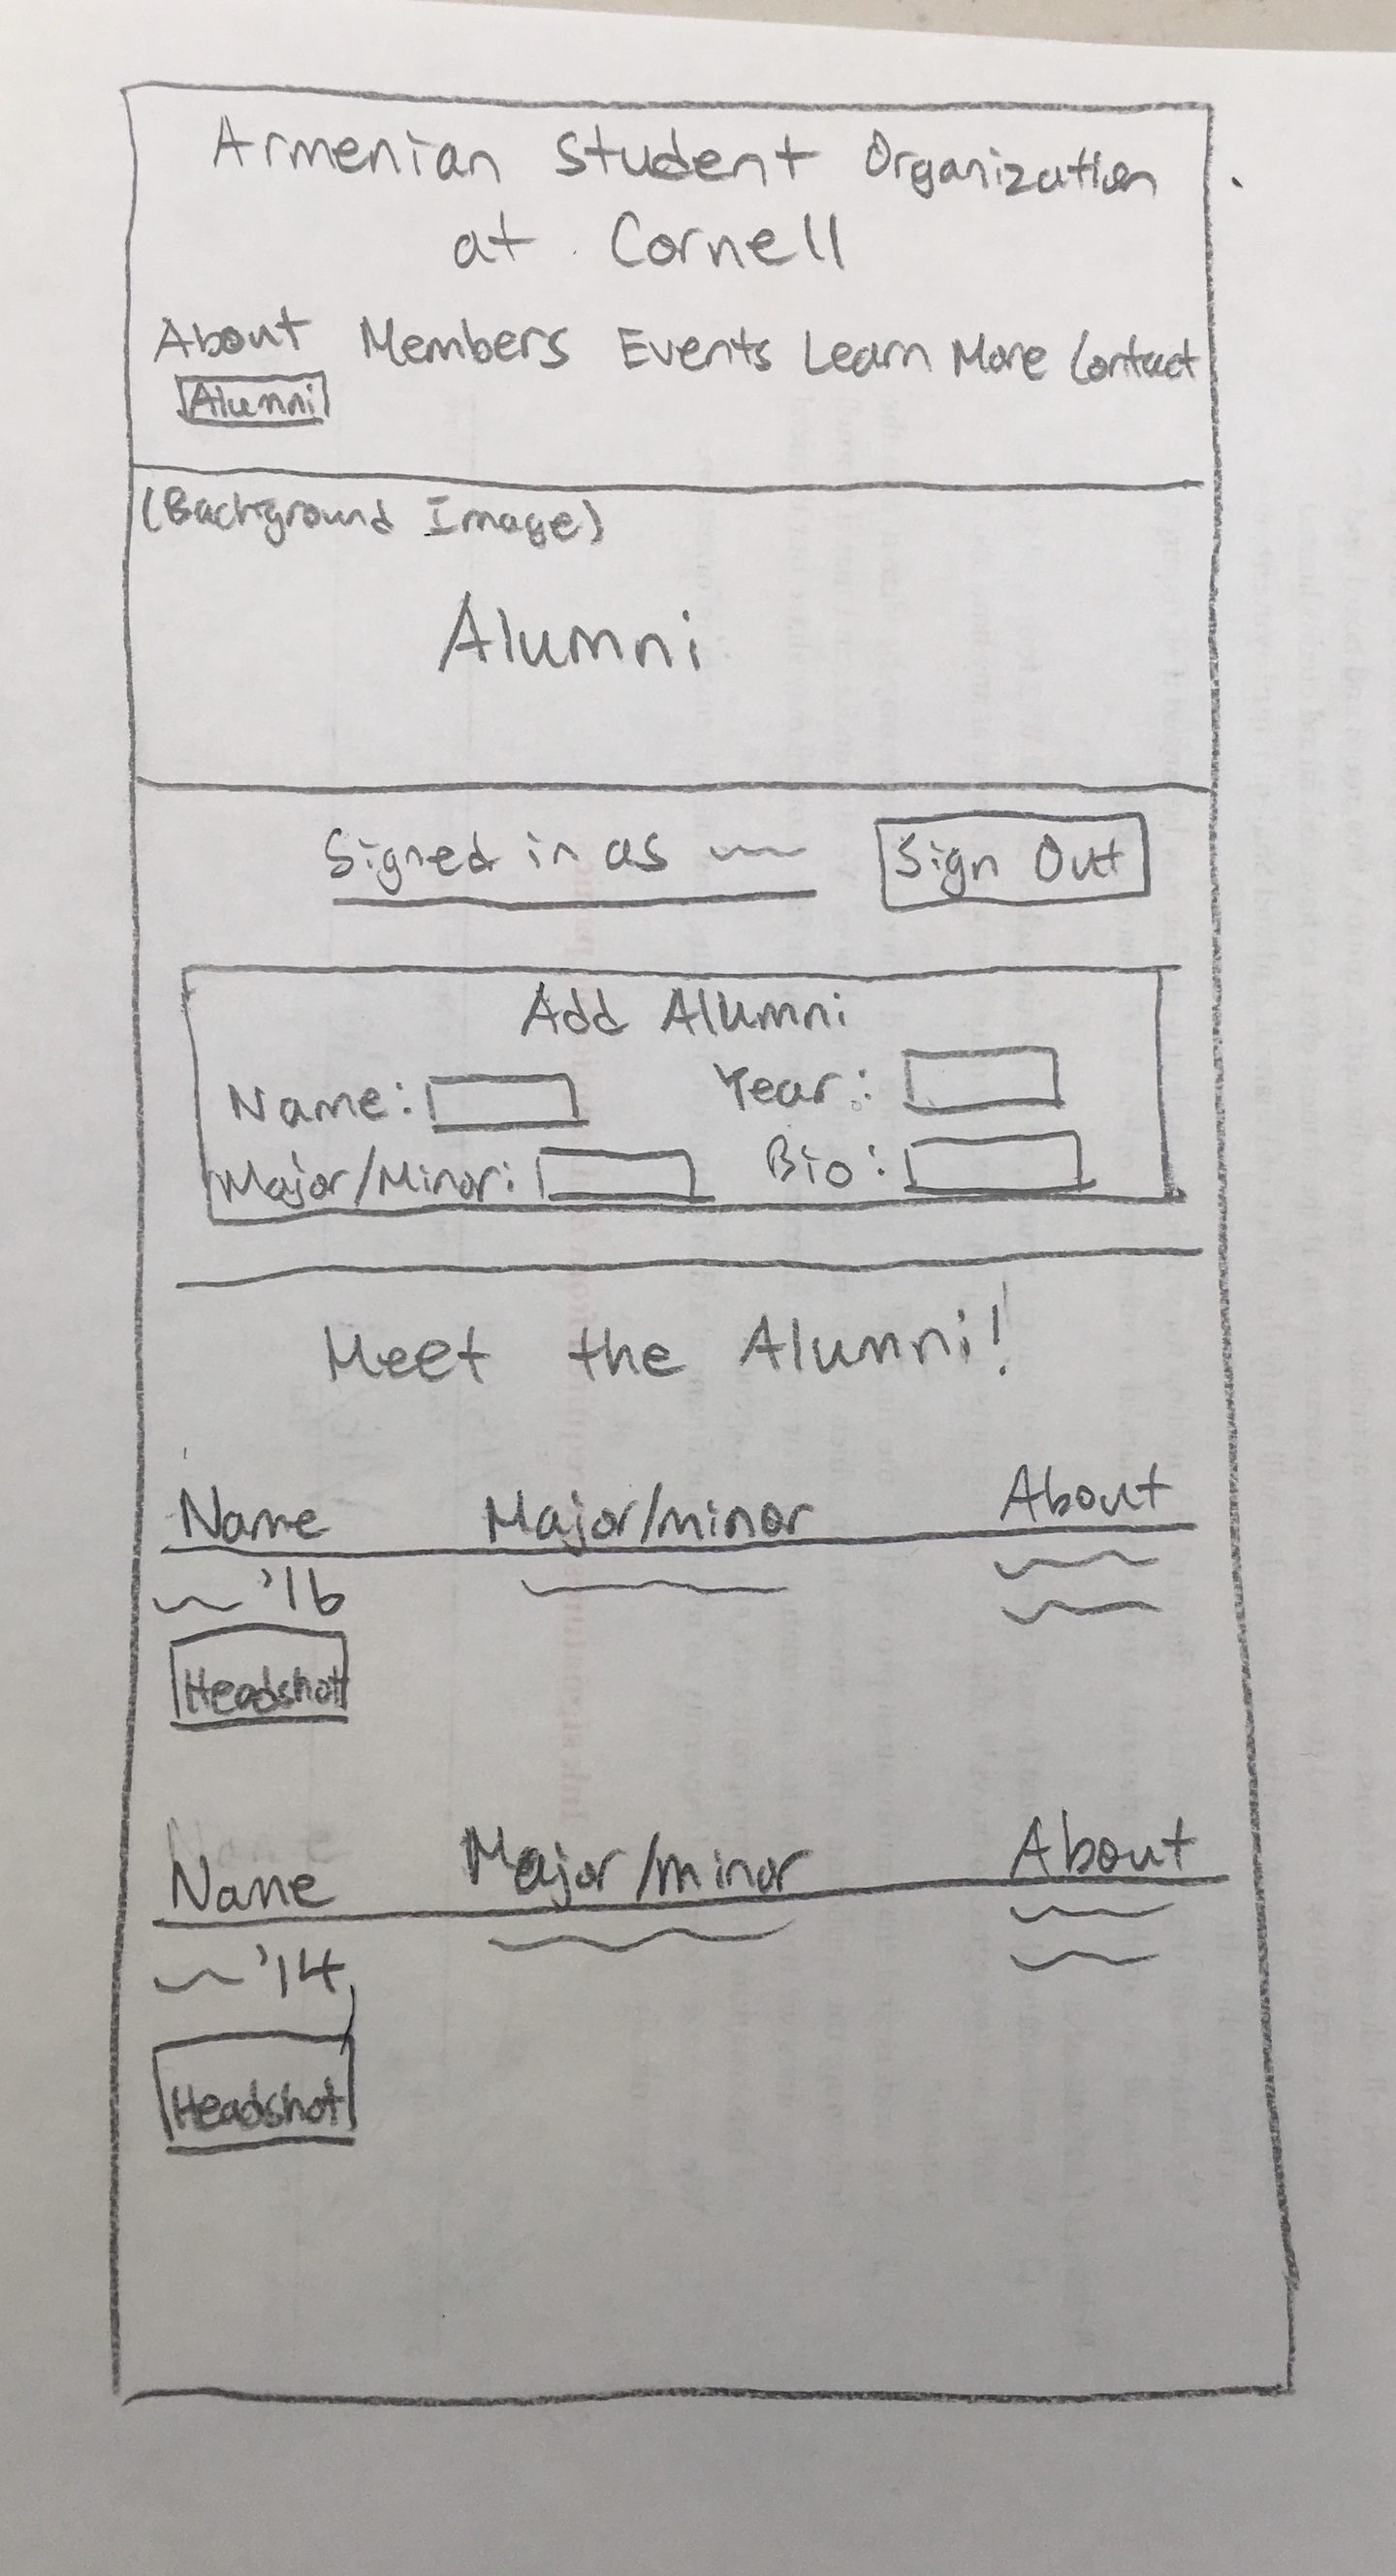 Armenian Student Organization
at Cornell
About Members Events Learn More Contact
Alumni
(Background Image)
Alumni
Signed in as
Sign Out
Add Alumni
Name: Year:
Major/Minor: Bio:
Meet the Alumni!
Name Major/minor About
'16
Headshot
Name Major/minor About
'14
Headshot